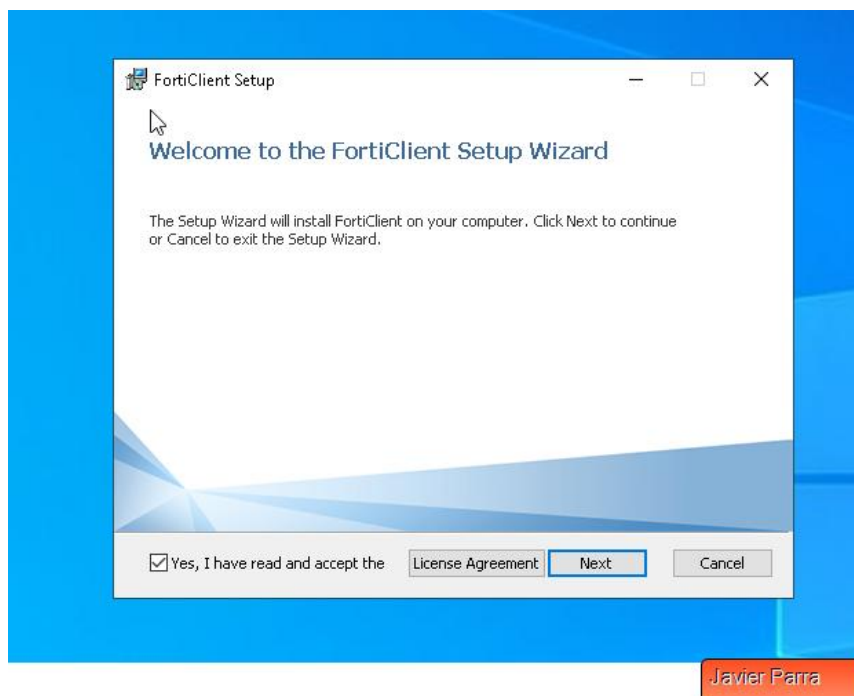 FortiClient Setup
Welcome to the FortiClient Setup Wizard
The Setup Wizard will install FortiClient on your computer. Click Next to continue
or Cancel to exit the Setup Wizard.
Yes, I have read and accept the License Agreement Next Cancel
Javier Parra